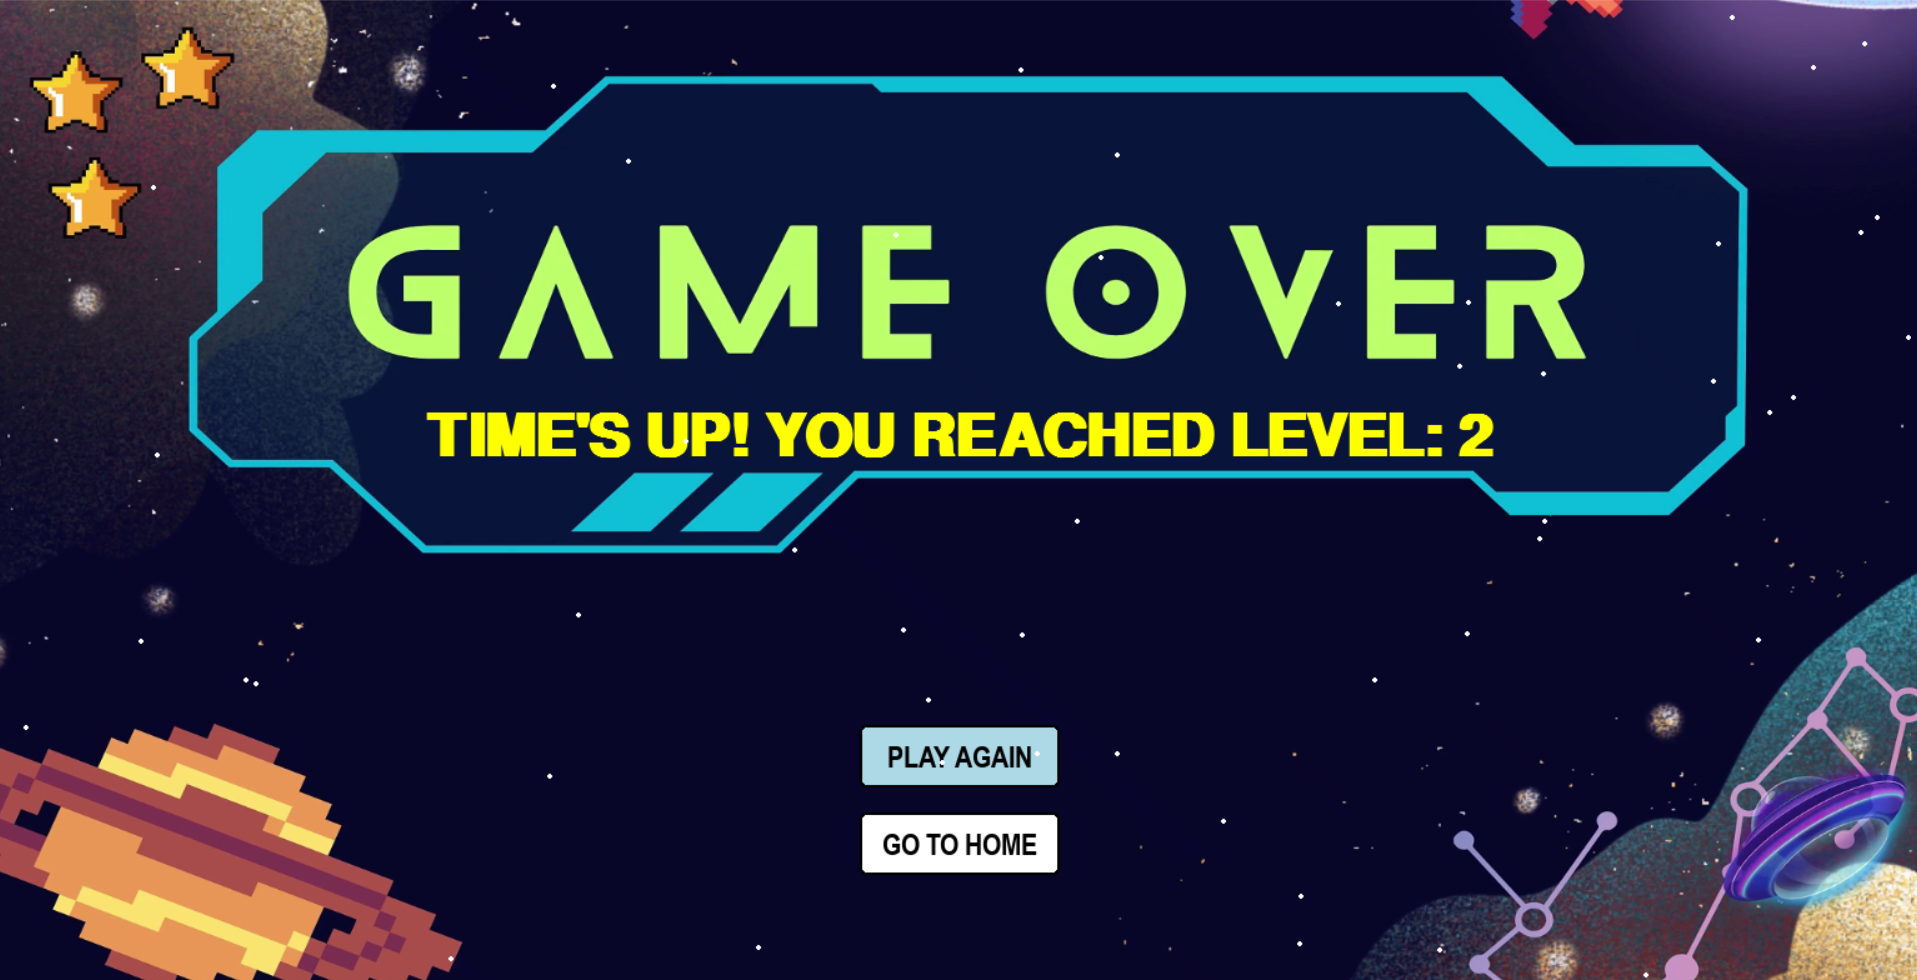 GAME OVER
TIME'S UP! YOU REACHED LEVEL: 2
PLAY AGAIN
GO TO HOME